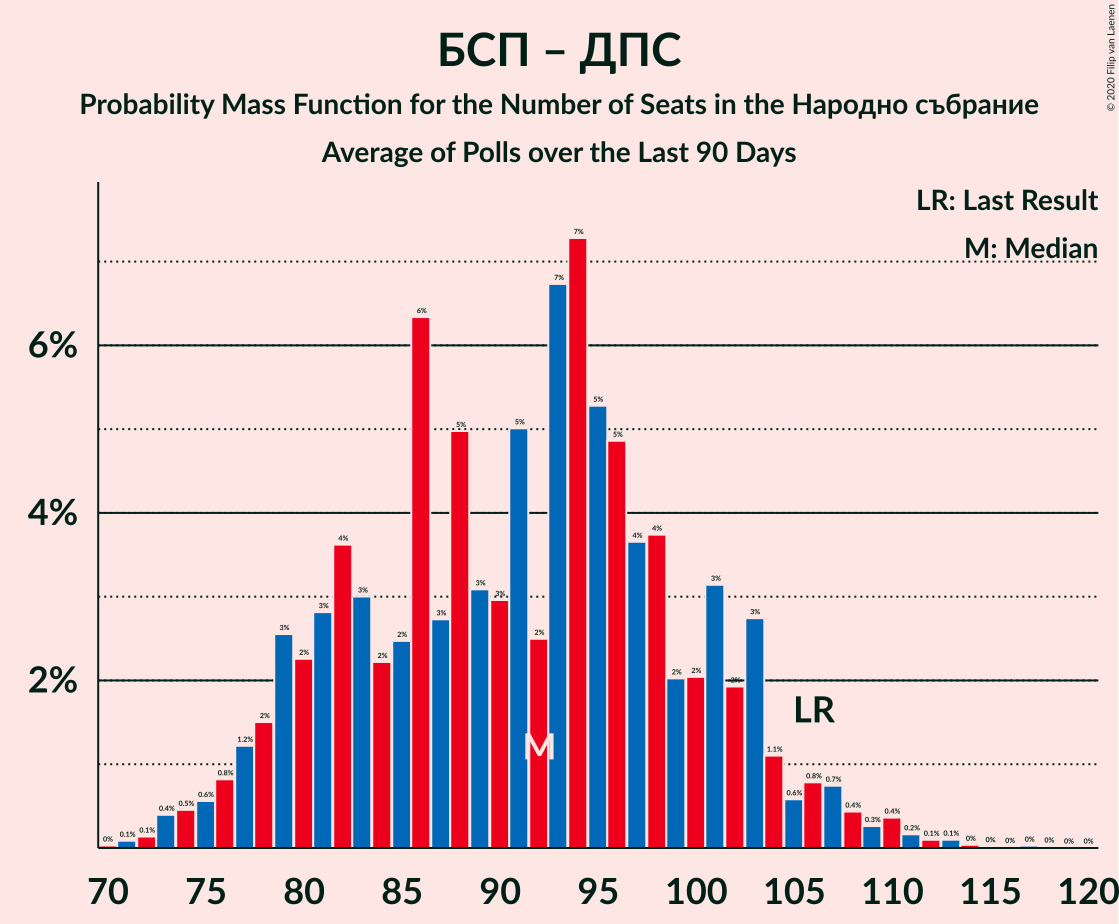 БСП – ДПС
Probability Mass Function for the Number of Seats in the Народно събрание
Average of Polls over the Last 90 Days
© 2020 Filip van Laenen
LR: Last Result
M: Median
6%
4%
2%
0% 0.1% 0.1% 0.4% 0.5% 0.6% 0.8% 1.2% 2% 3% 2% 3% 4% 3% 2% 2% 6% 3% 5% 3% 3% 5% 2% 7% 7% 5% 5% 4% 4% 2% 2% 3% 2% 3% 1.1% 0.6% 0.8% 0.7% 0.4% 0.3% 0.4% 0.2% 0.1% 0.1% 0% 0% 0% 0% 0% 0% 0%
LR
M
70 75 80 85 90 95 100 105 110 115 120